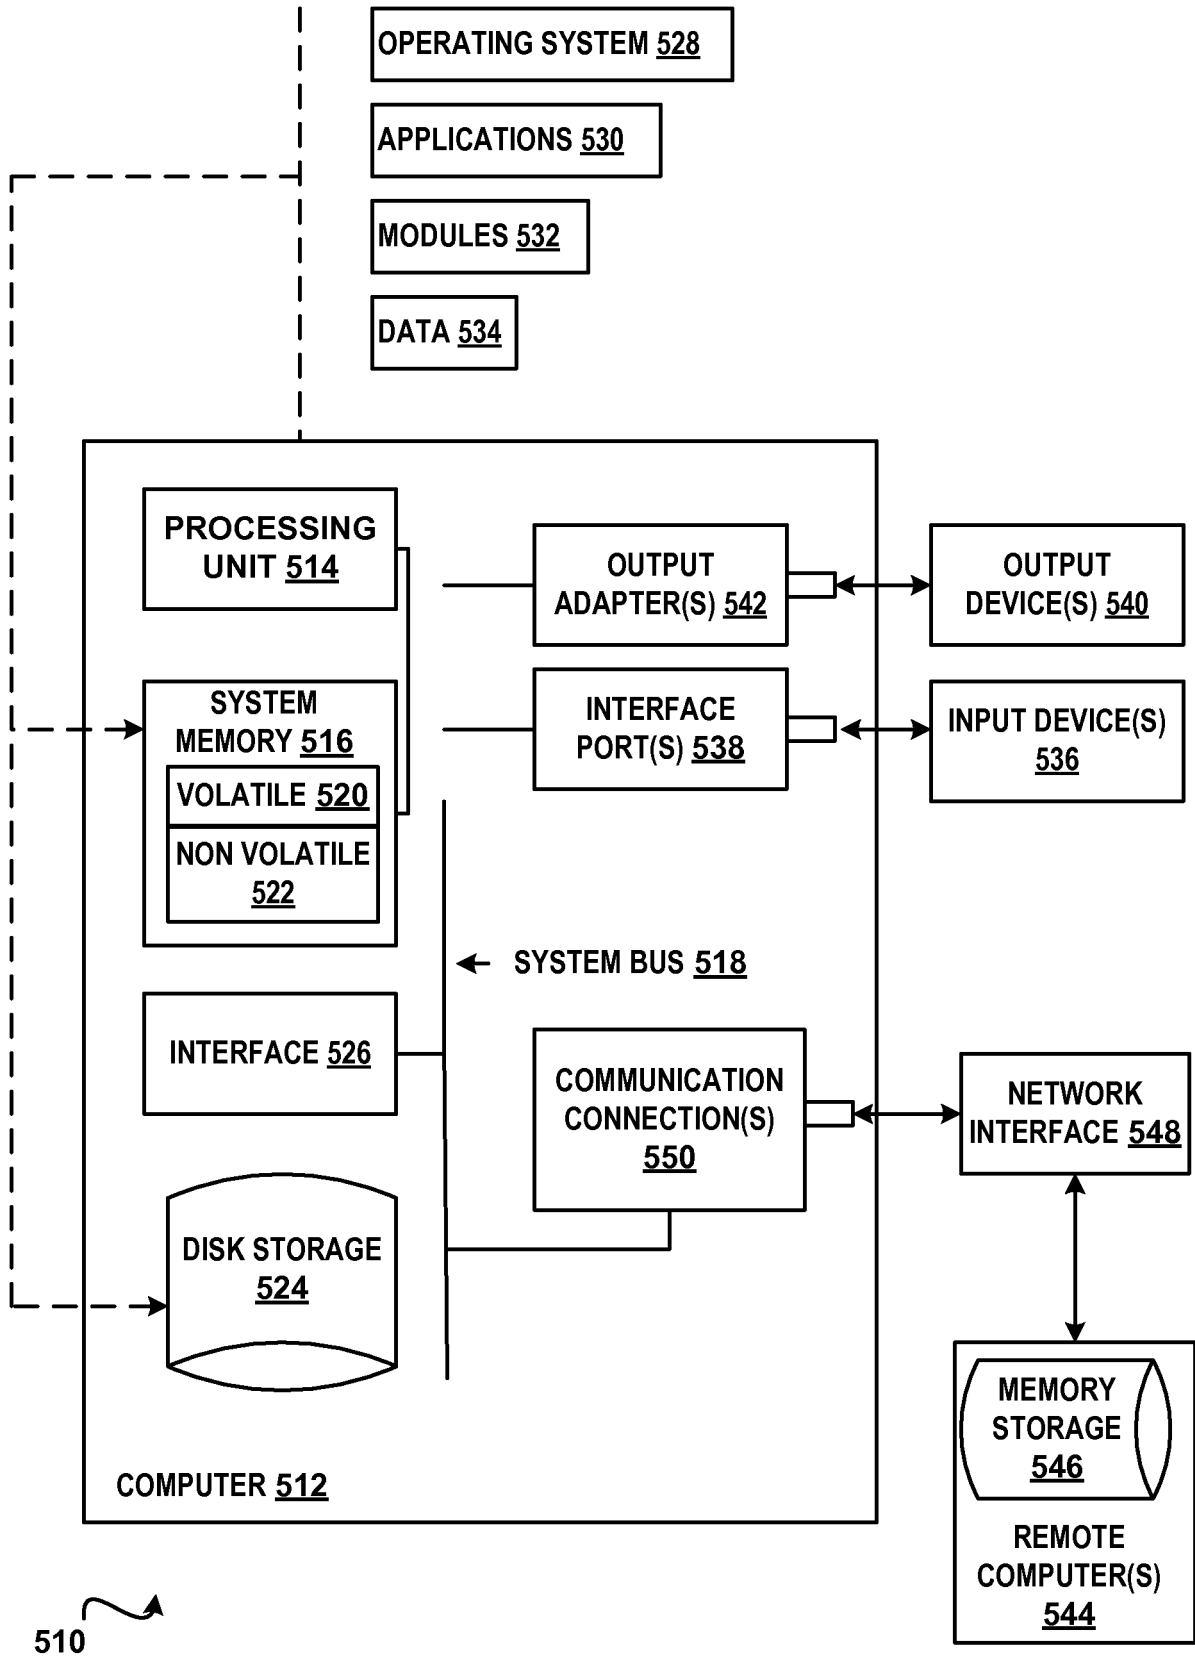 OPERATING SYSTEM 528
APPLICATIONS 530
MODULES 532
DATA 534
PROCESSING
UNIT 514
OUTPUT
ADAPTER(S) 542
OUTPUT
DEVICE(S) 540
SYSTEM
MEMORY 516
VOLATILE 520
NON VOLATILE
522
INTERFACE
PORT(S) 538
INPUT DEVICE(S)
536
SYSTEM BUS 518
INTERFACE 526
COMMUNICATION
CONNECTION(S)
550
NETWORK
INTERFACE 548
DISK STORAGE
524
MEMORY
STORAGE
546
REMOTE
COMPUTER(S)
544
COMPUTER 512
510